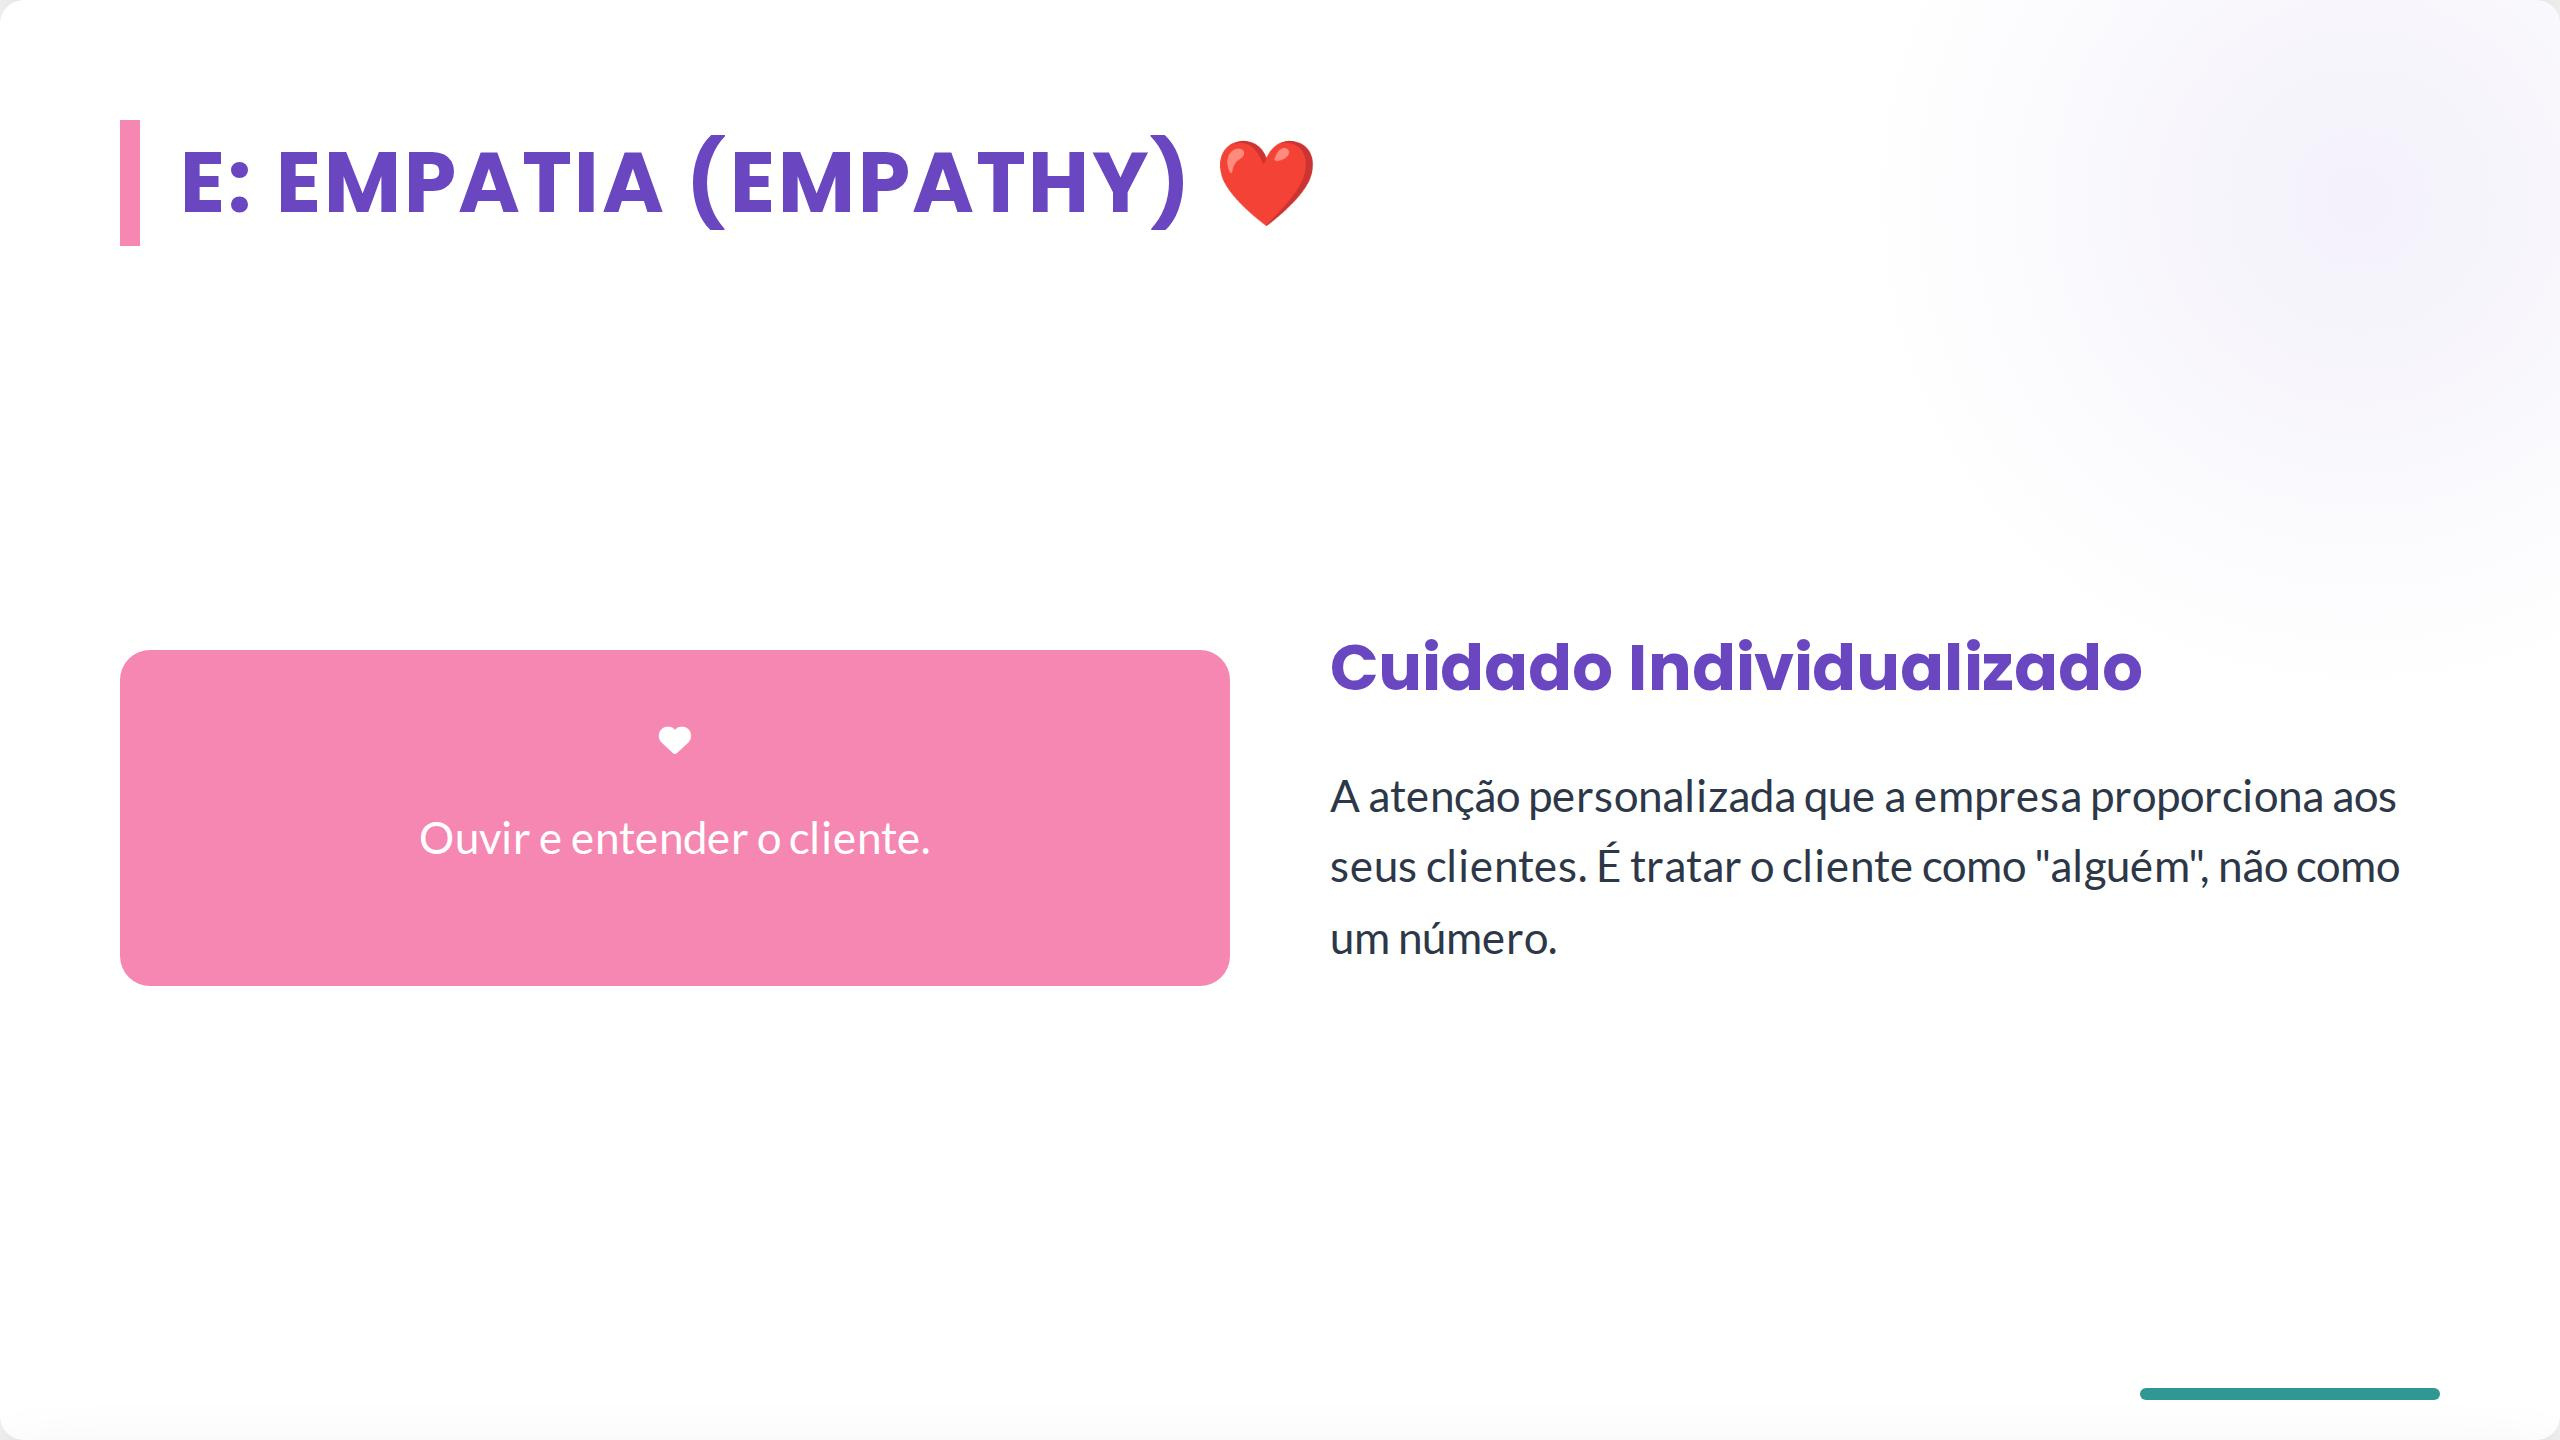 E: EMPATIA (EMPATHY) ❤️
Ouvir e entender o cliente.
Cuidado Individualizado
A atenção personalizada que a empresa proporciona aos
seus clientes. É tratar o cliente como "alguém", não como
um número.